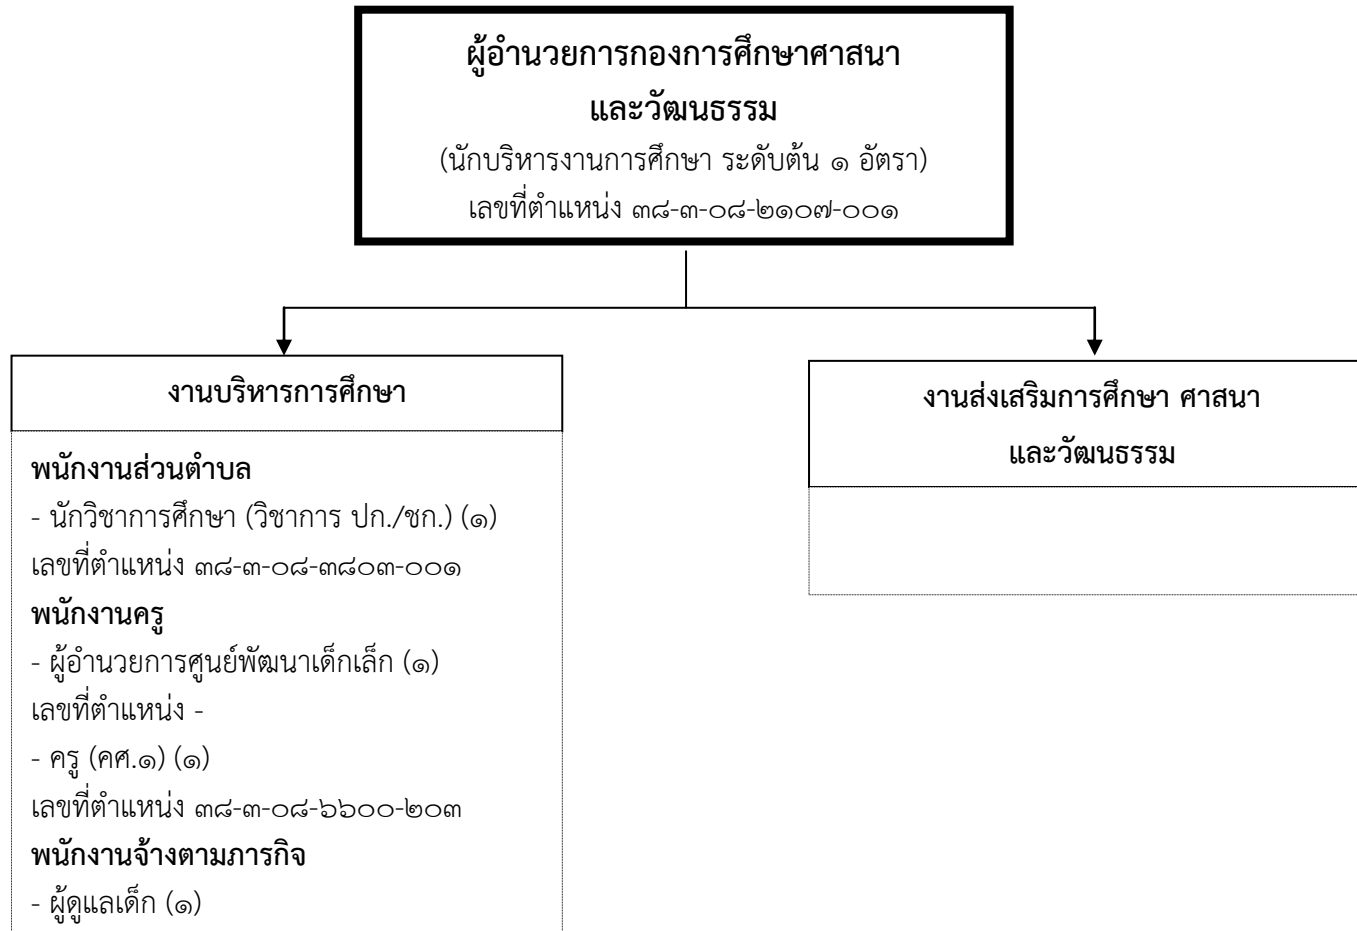 ผู้อำนวยการกองการศึกษาศาสนา
และวัฒนธรรม
(นักบริหารงานการศึกษา ระดับต้น ๑ อัตรา)
เลขที่ตำแหน่ง ๓๘-๓-๐๘-๒๑๐๗-๐๐๑
งานบริหารการศึกษา
พนักงานส่วนตำบล
- นักวิชาการศึกษา (วิชาการ ปก./ชก.) (๑)
เลขที่ตำแหน่ง ๓๘-๓-๐๘-๓๘๐๓-๐๐๑
พนักงานครู
- ผู้อำนวยการศูนย์พัฒนาเด็กเล็ก (๑)
เลขที่ตำแหน่ง -
- ครู (คศ.๑) (๑)
เลขที่ตำแหน่ง ๓๘-๓-๐๘-๖๖๐๐-๒๐๓
พนักงานจ้างตามภารกิจ
- ผู้ดูแลเด็ก (๑)
งานส่งเสริมการศึกษา ศาสนา
และวัฒนธรรม